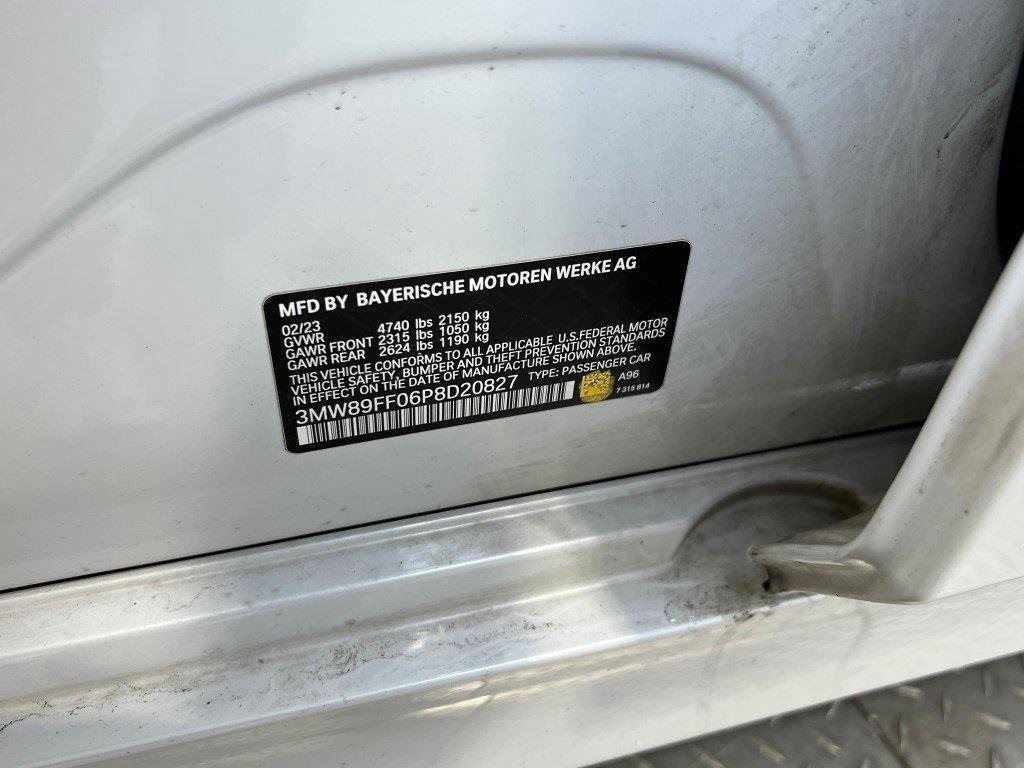 MFD BY BAYERISCHE MOTOREN WERKE AG
02/23
GVWR 4740 lbs 2150 kg
GAWR FRONT 2315 lbs 1050 kg
GAWR REAR 2624 lbs 1190 kg
THIS VEHICLE CONFORMS TO ALL APPLICABLE U.S.FEDERAL MOTOR
VEHICLE SAFETY, BUMPER AND THEFT PREVENTION STANDARDS
IN EFFECT ON THE DATE OF MANUFACTURE SHOWN ABOVE.
3MW89FF06P8D20827 TYPE: PASSENGER CAR
A96
7 315 814